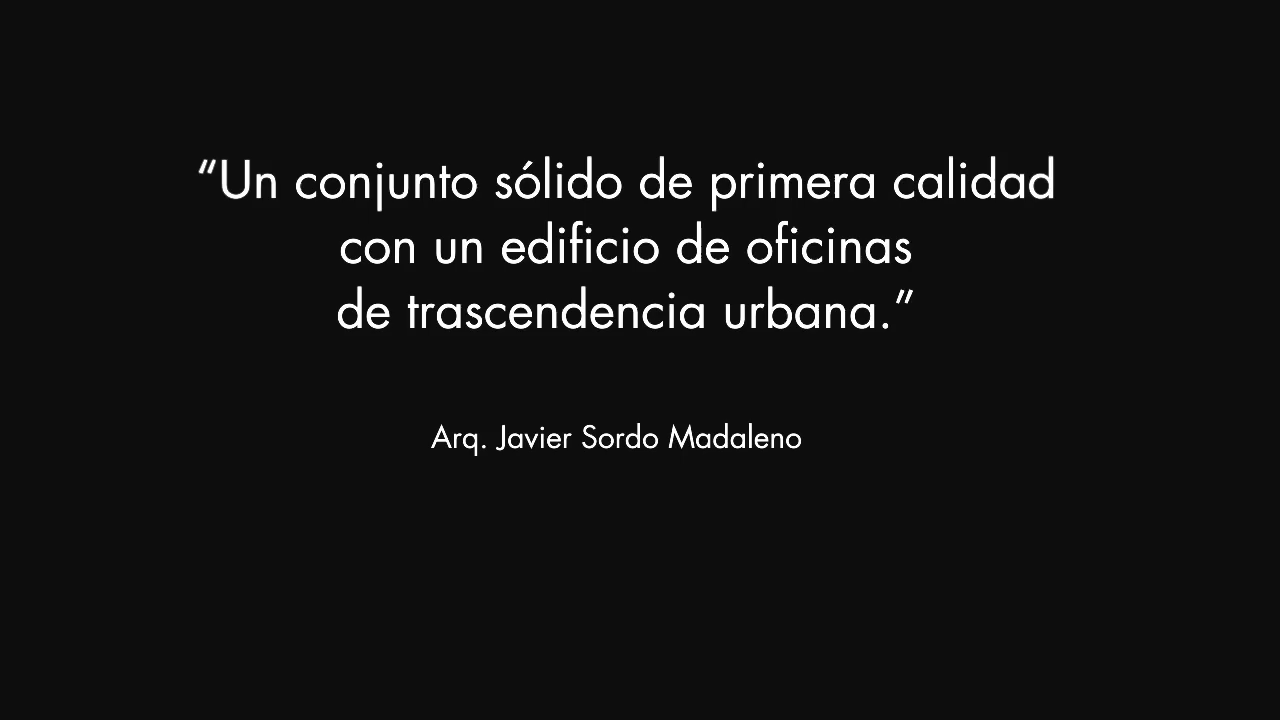 “Un conjunto sólido de primera calidad
con un edificio de oficinas
de trascendencia urbana.”
Arq. Javier Sordo Madaleno